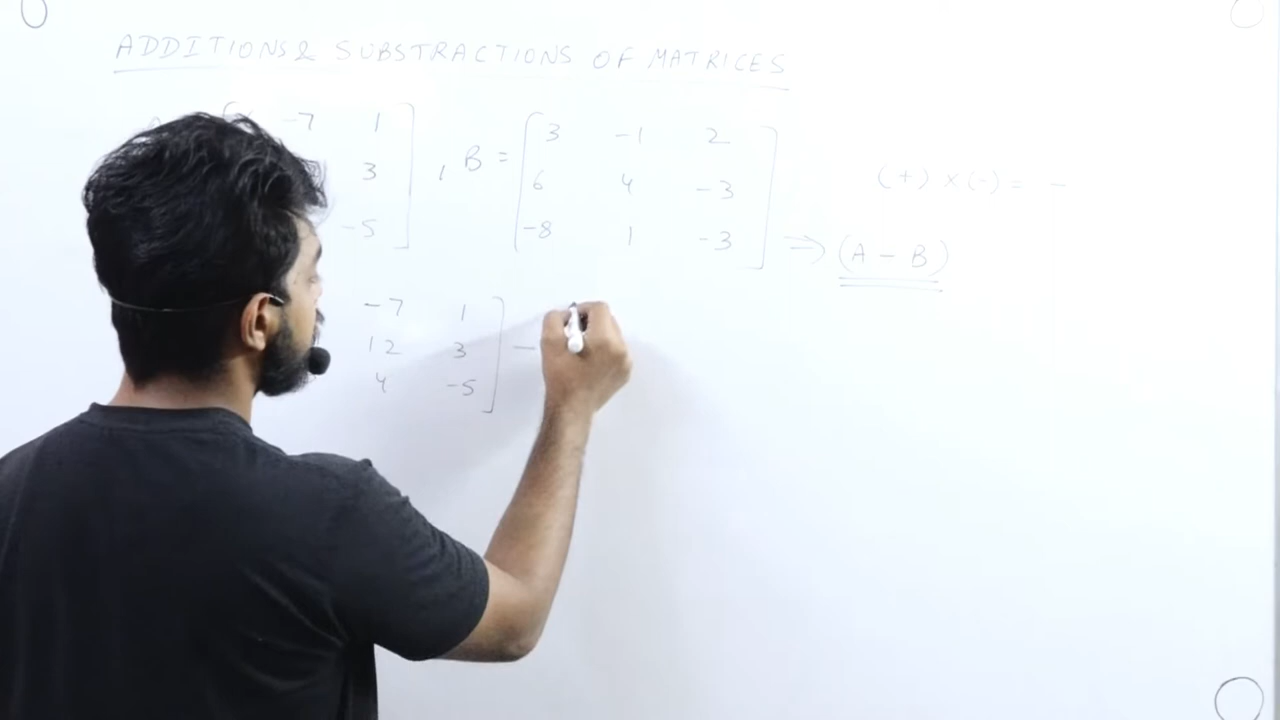 ADDITIONS & SUBSTRACTIONS OF MATRICES
-7 1 3 -1 2
3 , B = 6 4 -3 (+) x (-) = -
-5 -8 1 -3 => (A - B)
-7 1
12 3 -
4 -5